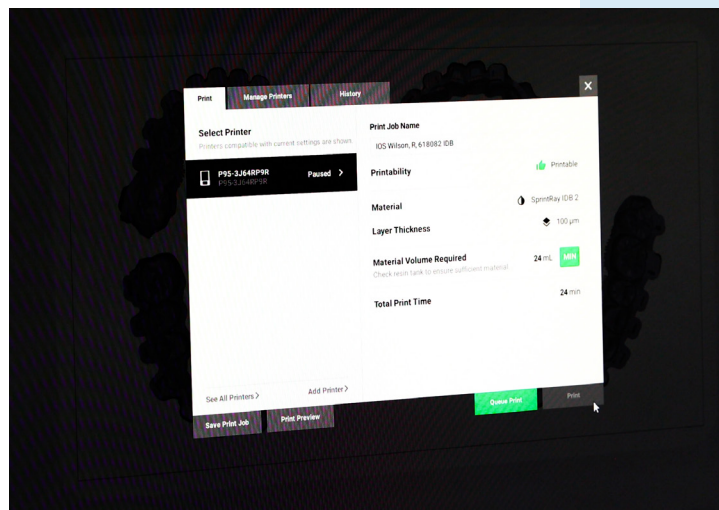 Print
Manage Printers
History
X
Select Printer
Printers compatible with current settings are shown.
P95-3J64RP9R
P95-3J64RP9R
Paused
See All Printers
Add Printer
Print Job Name
IOS Wilson, R, 618082 IDB
Printability
Printable
Material
SprintRay IDB 2
Layer Thickness
100 µm
Material Volume Required
24 mL
MIN
Check resin tank to ensure sufficient material
Total Print Time
24 min
Save Print Job
Print Preview
Queue Print
Print